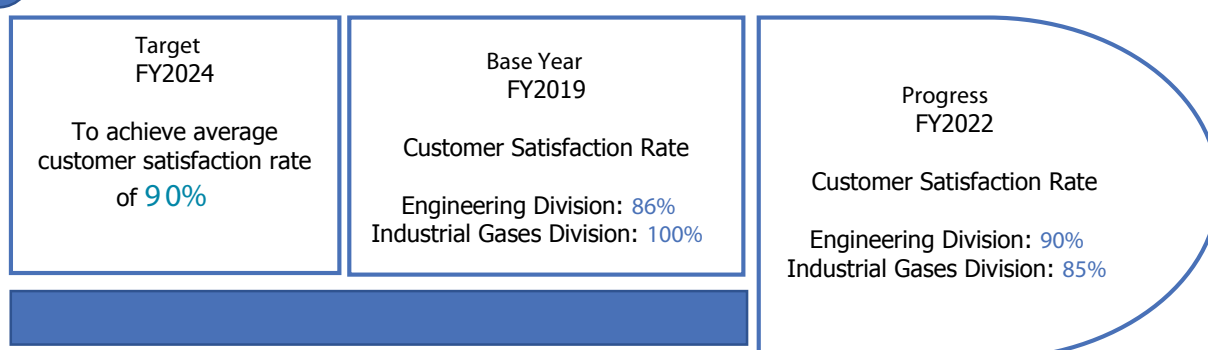 Target
FY2024
To achieve average
customer satisfaction rate
of 90%
Base Year
FY2019
Customer Satisfaction Rate
Engineering Division: 86%
Industrial Gases Division: 100%
Progress
FY2022
Customer Satisfaction Rate
Engineering Division: 90%
Industrial Gases Division: 85%